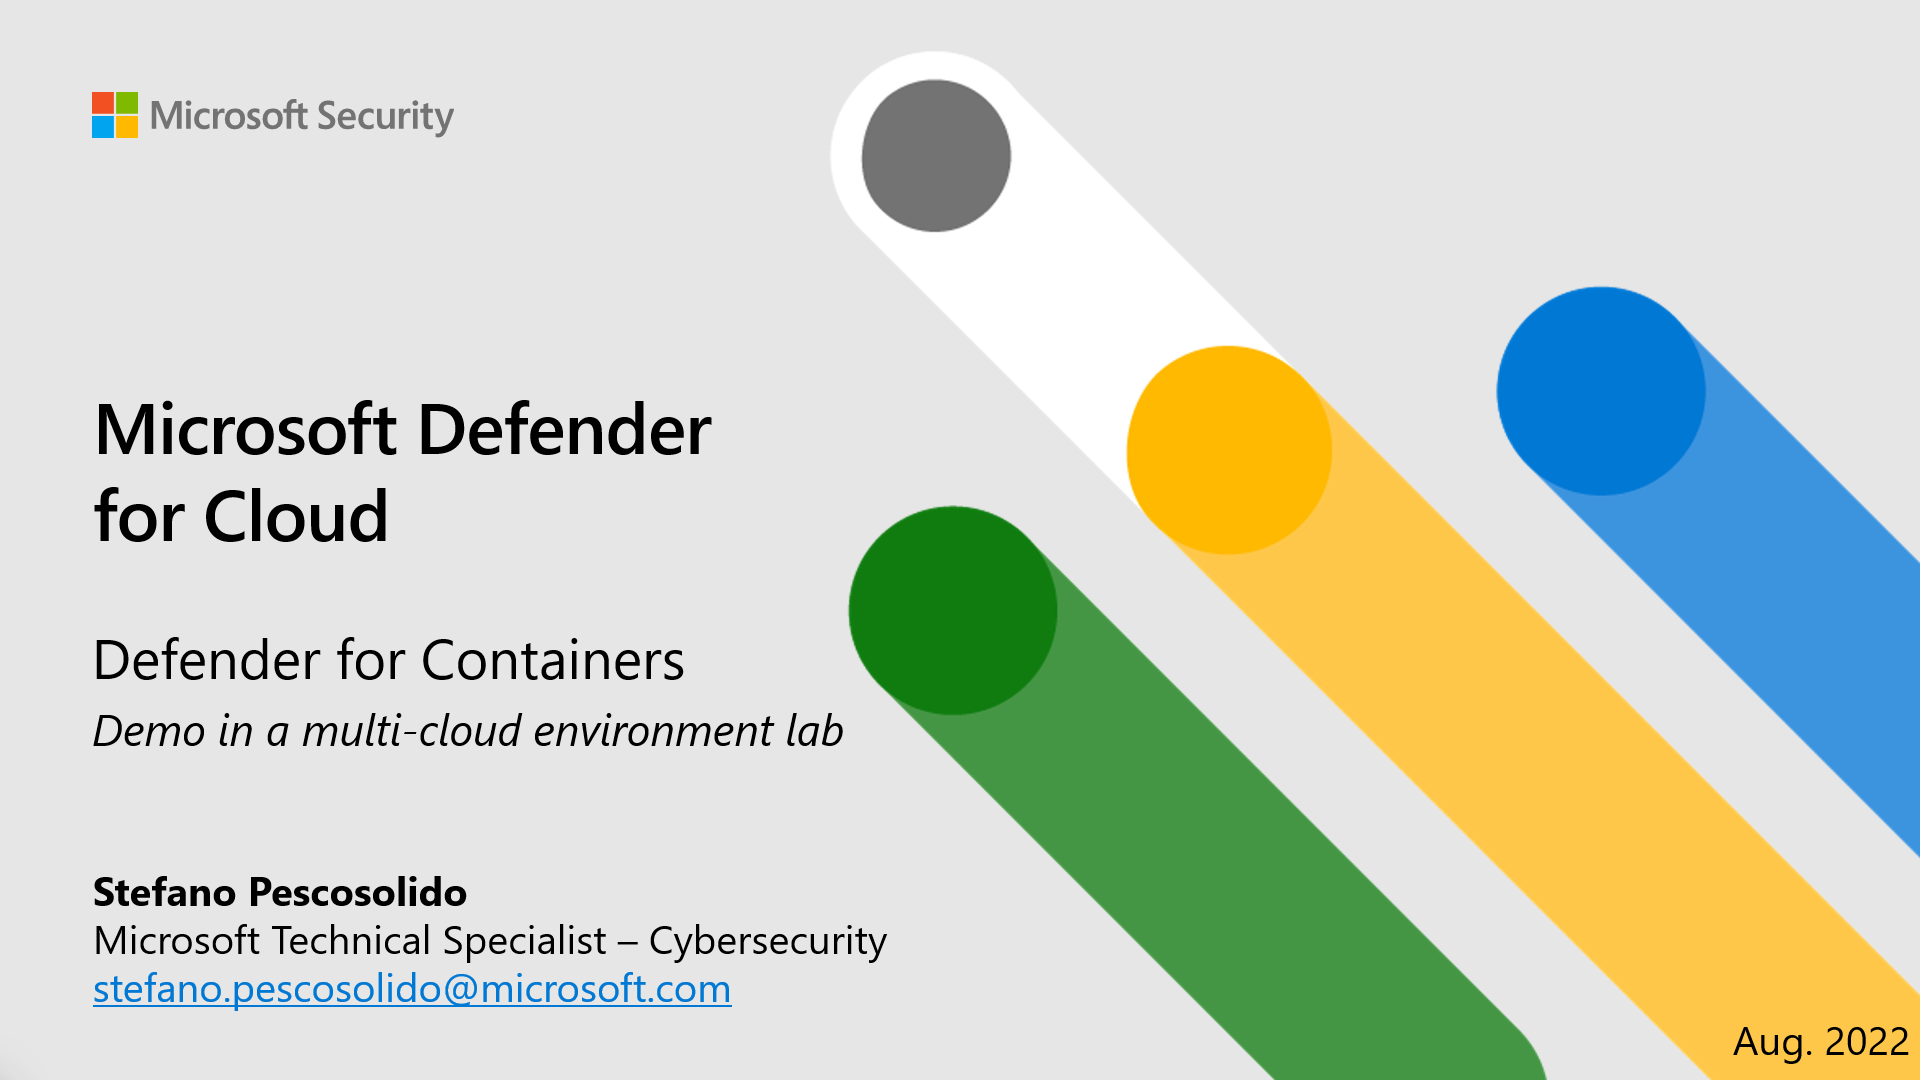 Microsoft Security
Microsoft Defender
for Cloud
Defender for Containers
Demo in a multi-cloud environment lab
Stefano Pescosolido
Microsoft Technical Specialist – Cybersecurity
stefano.pescosolido@microsoft.com
Aug. 2022